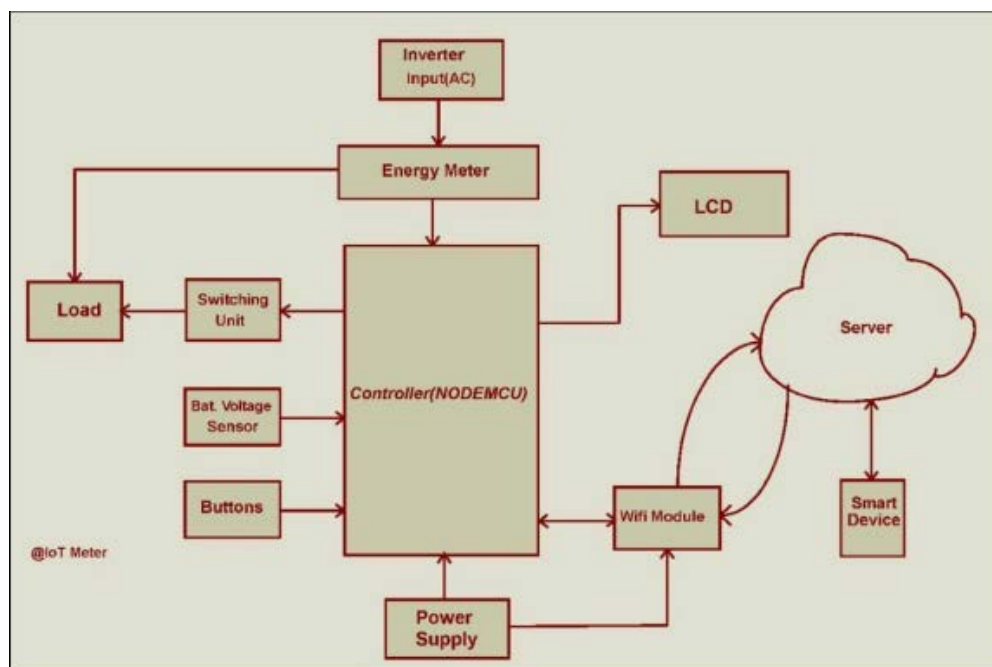 Inverter
Input(AC)
Energy Meter
LCD
Load
Switching
Unit
Server
Controller(NODEMCU)
Bat. Voltage
Sensor
Buttons
Wifi Module
Smart
Device
@IoT Meter
Power
Supply